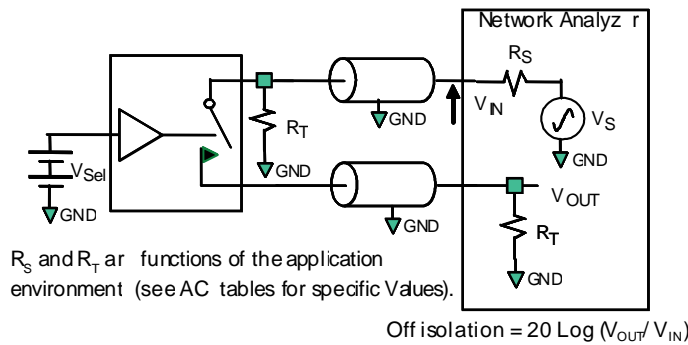 Network Analyz r
R_S
V_IN
V_S
GND
GND
R_T
GND
V_Sel
GND
V_OUT
GND
R_T
GND
R_S and R_T ar functions of the application
environment (see AC tables for specific Values).
Off isolation = 20 Log (V_OUT/ V_IN)